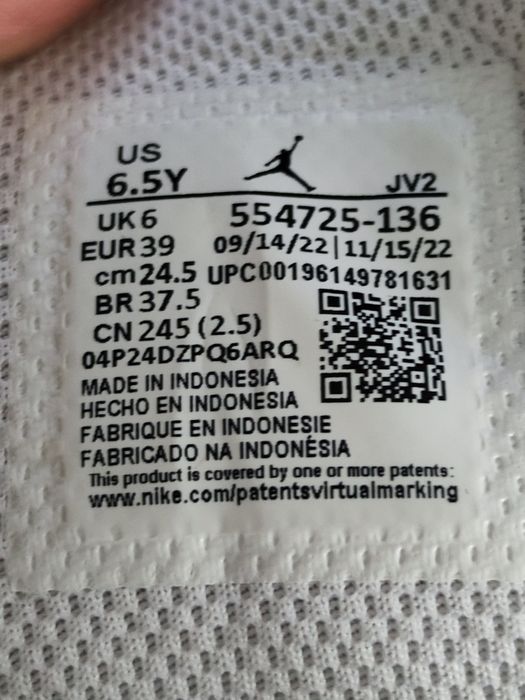 US
6.5Y
JV2
UK 6
554725-136
EUR 39
09/14/22 | 11/15/22
cm 24.5
UPC00196149781631
BR 37.5
CN 245 (2.5)
04P24DZPQ6ARQ
MADE IN INDONESIA
HECHO EN INDONESIA
FABRIQUE EN INDONESIE
FABRICADO NA INDONÉSIA
This product is covered by one or more patents:
www.nike.com/patentsvirtualmarking